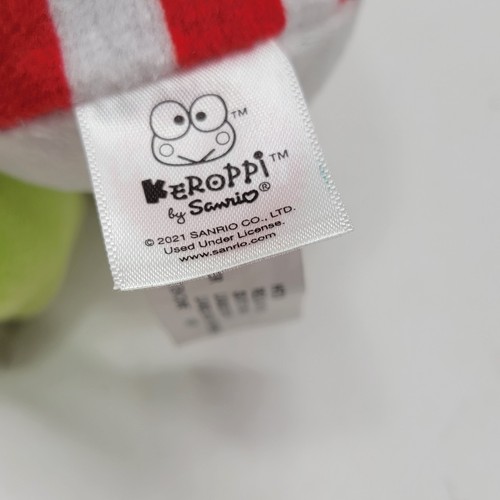 TM
KEROPPi™
by Sanrio®
© 2021 SANRIO CO., LTD.
Used Under License.
www.sanrio.com